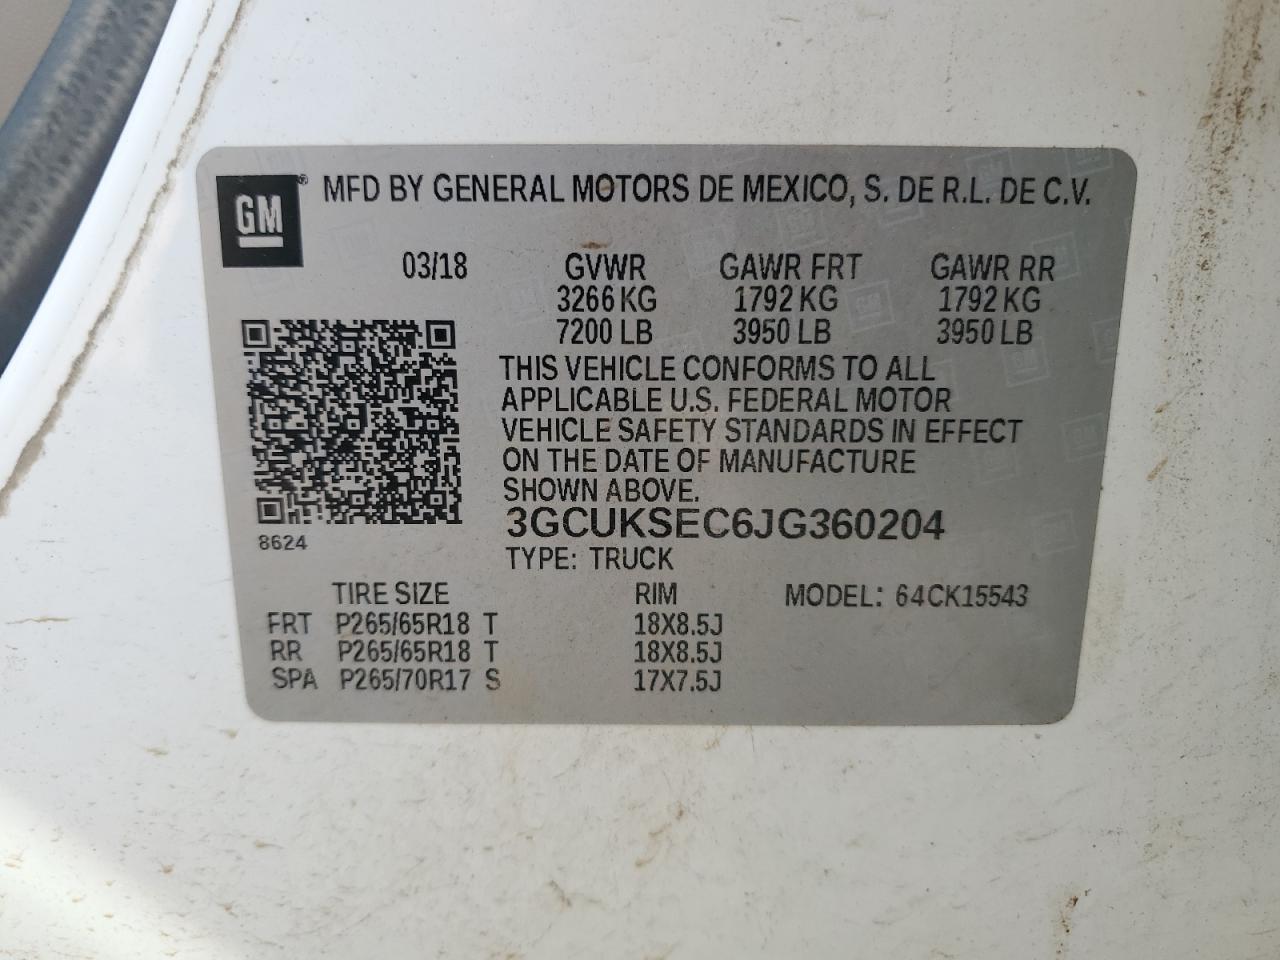 GM® MFD BY GENERAL MOTORS DE MEXICO, S. DE R.L. DE C.V.
03/18 GVWR GAWR FRT GAWR RR
3266 KG 1792 KG 1792 KG
7200 LB 3950 LB 3950 LB
THIS VEHICLE CONFORMS TO ALL
APPLICABLE U.S. FEDERAL MOTOR
VEHICLE SAFETY STANDARDS IN EFFECT
ON THE DATE OF MANUFACTURE
SHOWN ABOVE.
3GCUKSEC6JG360204
8624
TYPE: TRUCK
TIRE SIZE RIM MODEL: 64CK15543
FRT P265/65R18 T 18X8.5J
RR P265/65R18 T 18X8.5J
SPA P265/70R17 S 17X7.5J